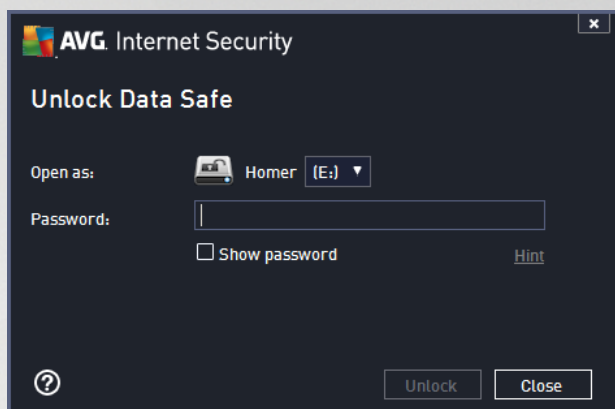 AVG. Internet Security
x
Unlock Data Safe
Open as: Homer (E:)
Password:
Show password Hint
? Unlock Close